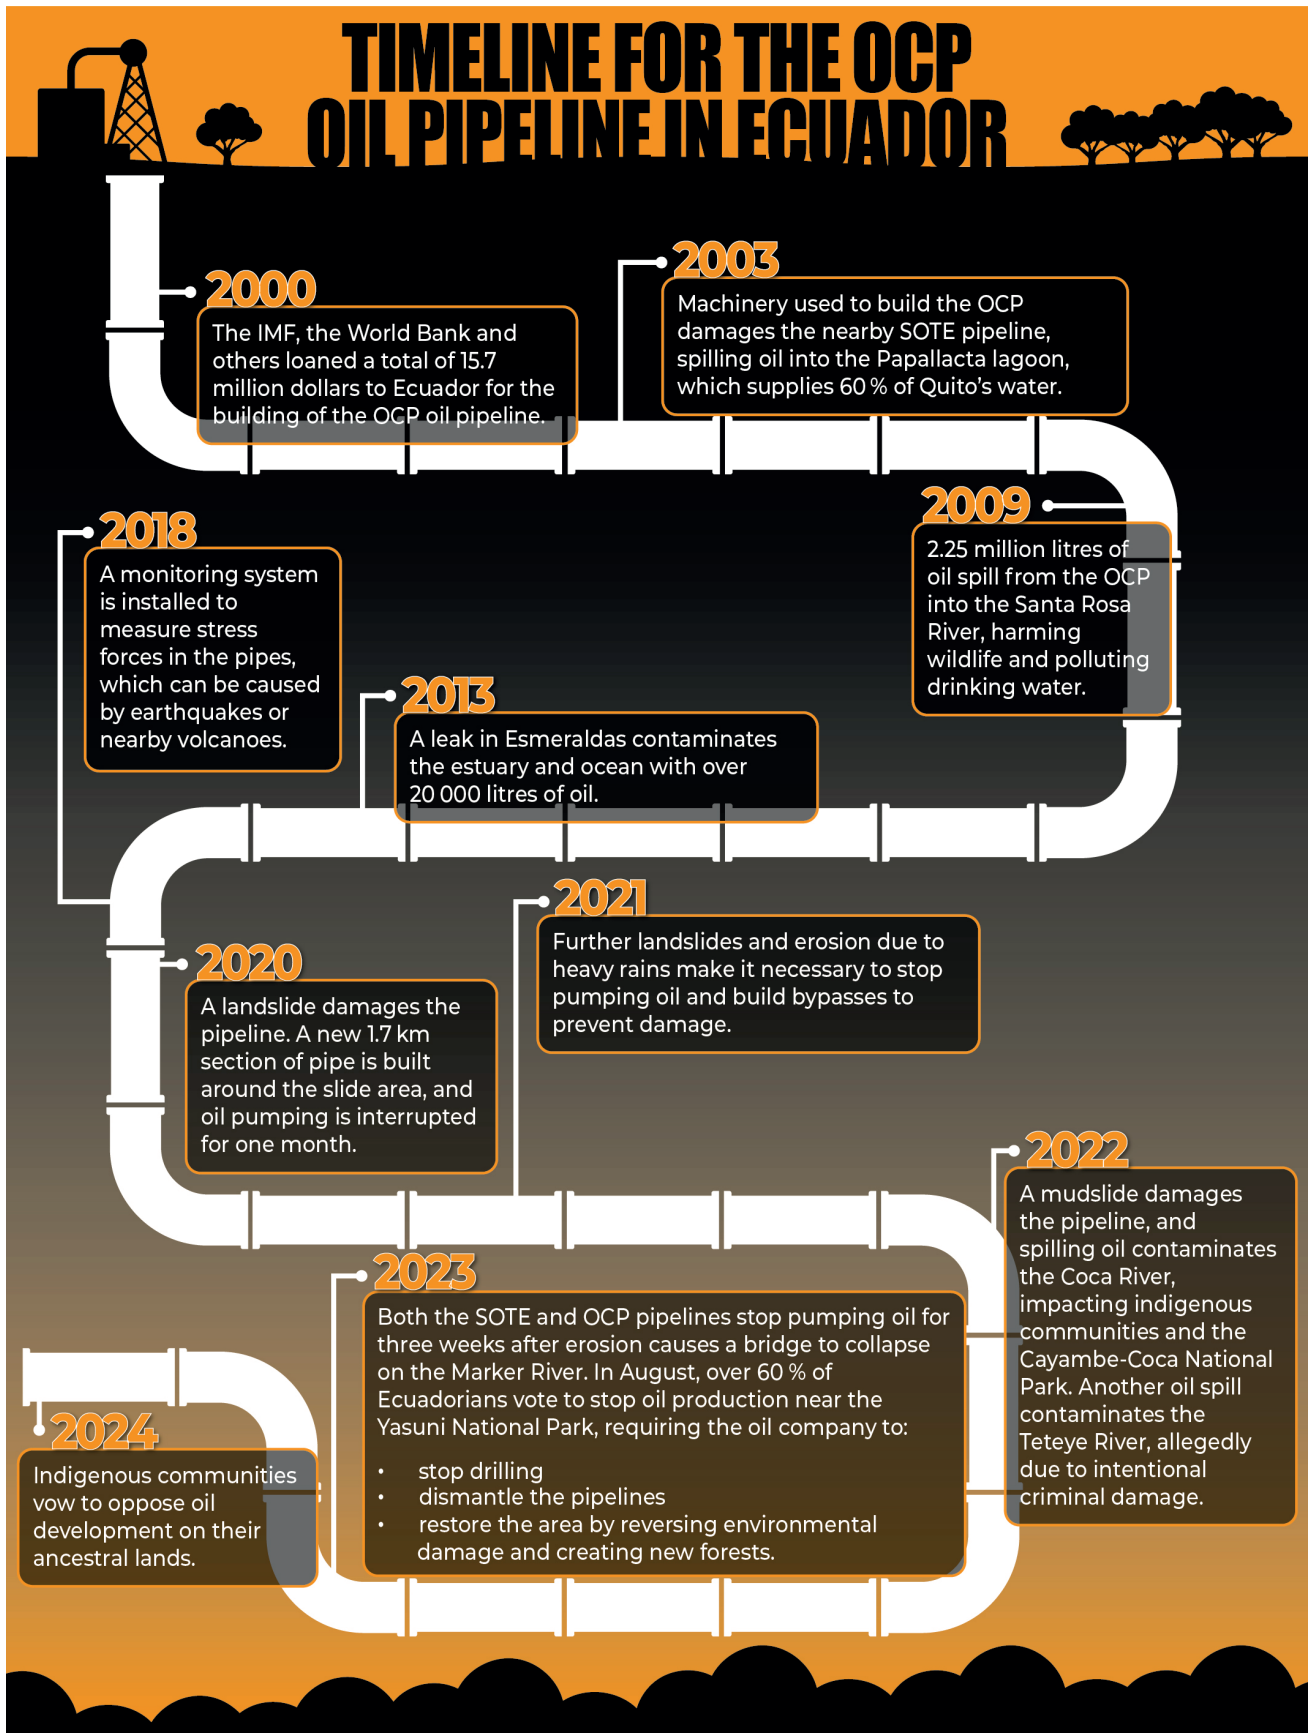 TIMELINE FOR THE OCP
OIL PIPELINE IN ECUADOR
2000
The IMF, the World Bank and
others loaned a total of 15.7
million dollars to Ecuador for the
building of the OCP oil pipeline.
2003
Machinery used to build the OCP
damages the nearby SOTE pipeline,
spilling oil into the Papallacta lagoon,
which supplies 60 % of Quito's water.
2009
2.25 million litres of
oil spill from the OCP
into the Santa Rosa
River, harming
wildlife and polluting
drinking water.
2013
A leak in Esmeraldas contaminates
the estuary and ocean with over
20 000 litres of oil.
2018
A monitoring system
is installed to
measure stress
forces in the pipes,
which can be caused
by earthquakes or
nearby volcanoes.
2020
A landslide damages the
pipeline. A new 1.7 km
section of pipe is built
around the slide area, and
oil pumping is interrupted
for one month.
2021
Further landslides and erosion due to
heavy rains make it necessary to stop
pumping oil and build bypasses to
prevent damage.
2022
A mudslide damages
the pipeline, and
spilling oil contaminates
the Coca River,
impacting indigenous
communities and the
Cayambe-Coca National
Park. Another oil spill
contaminates the
Teteye River, allegedly
due to intentional
criminal damage.
2023
Both the SOTE and OCP pipelines stop pumping oil for
three weeks after erosion causes a bridge to collapse
on the Marker River. In August, over 60 % of
Ecuadorians vote to stop oil production near the
Yasuni National Park, requiring the oil company to:
• stop drilling
• dismantle the pipelines
• restore the area by reversing environmental
damage and creating new forests.
2024
Indigenous communities
vow to oppose oil
development on their
ancestral lands.